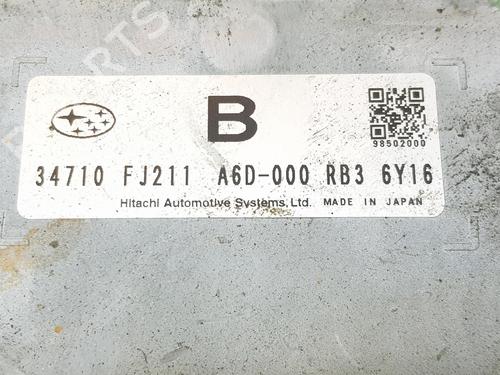 B
98502000
34710 FJ211 A6D-000 RB3 6Y16
Hitachi Automotive Systems,Ltd. MADE IN JAPAN